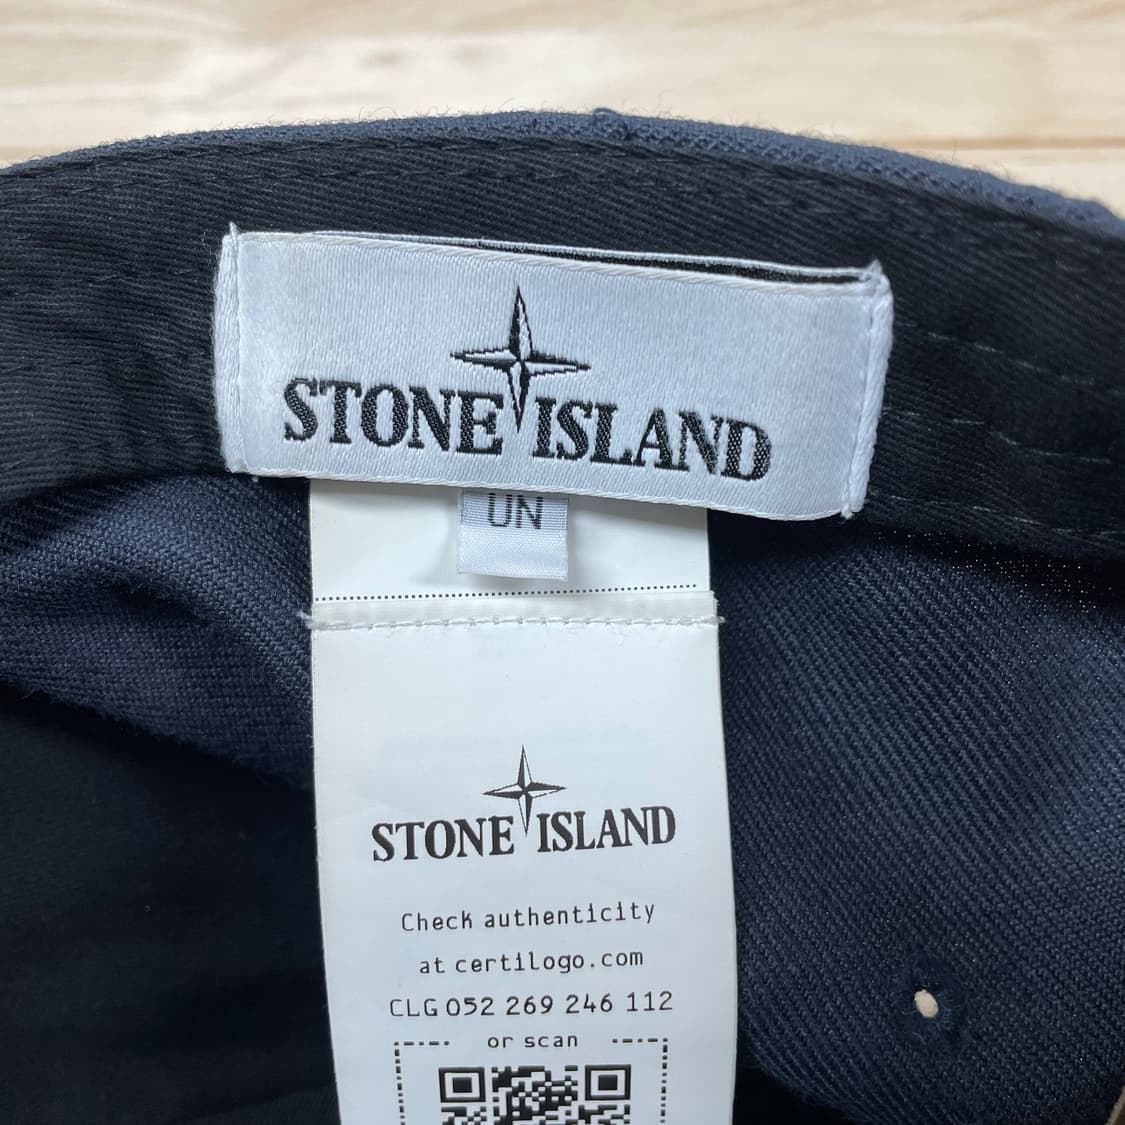 STONE ISLAND
UN
STONE ISLAND
Check authenticity
at certilogo.com
CLG 052 269 246 112
or scan